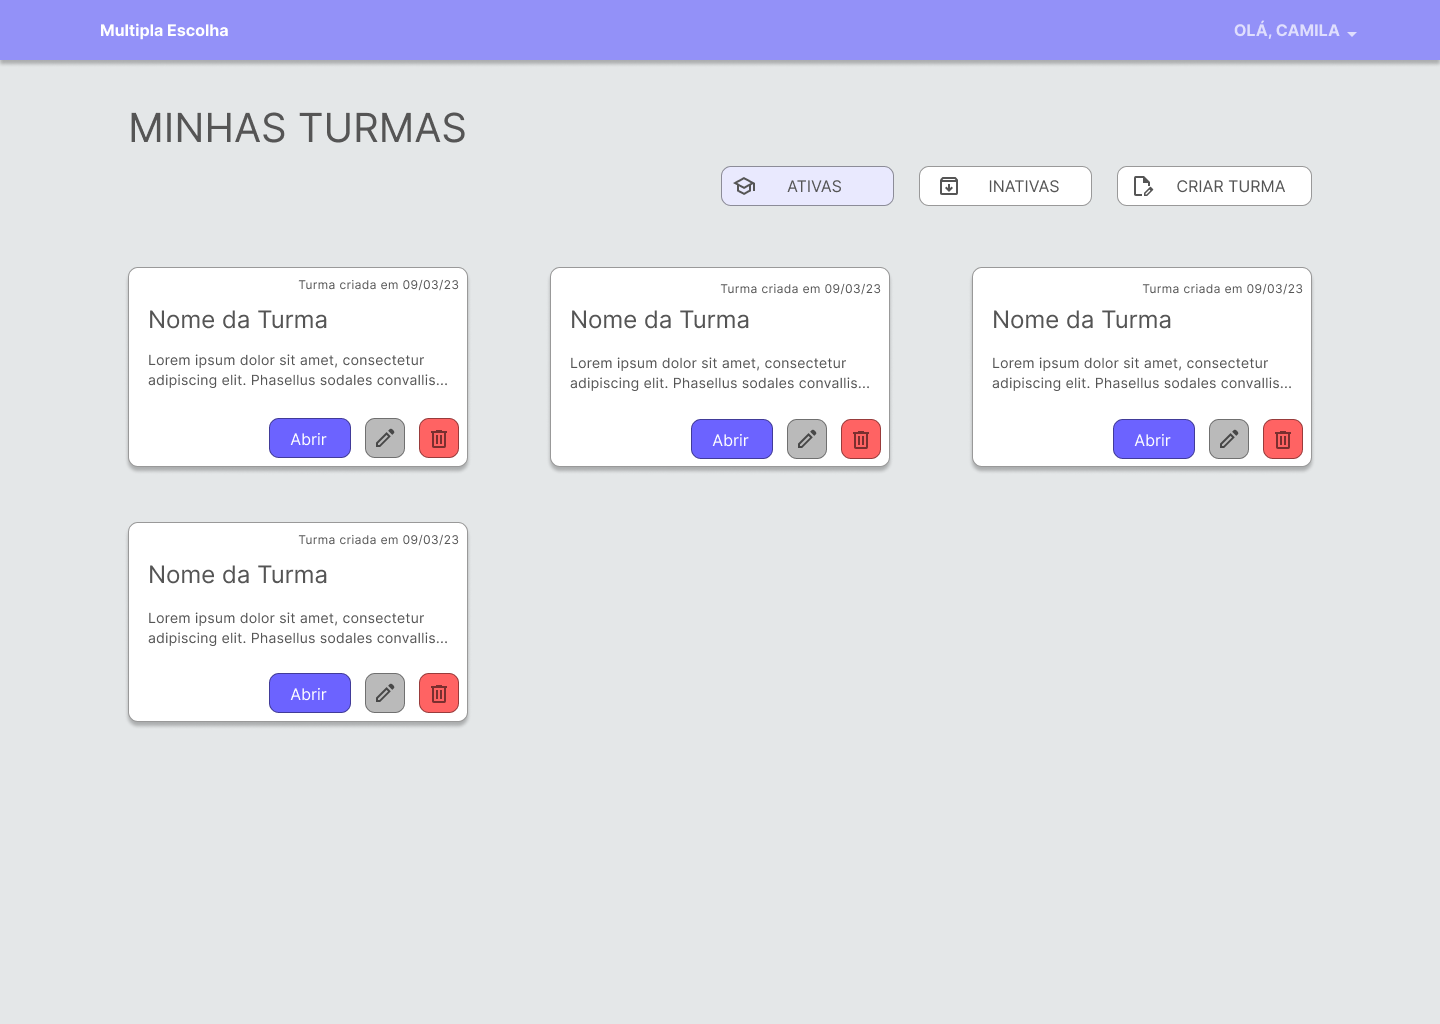 Multipla Escolha
OLÁ, CAMILA
MINHAS TURMAS
ATIVAS
INATIVAS
CRIAR TURMA
Turma criada em 09/03/23
Nome da Turma
Lorem ipsum dolor sit amet, consectetur
adipiscing elit. Phasellus sodales convallis...
Abrir
Turma criada em 09/03/23
Nome da Turma
Lorem ipsum dolor sit amet, consectetur
adipiscing elit. Phasellus sodales convallis...
Abrir
Turma criada em 09/03/23
Nome da Turma
Lorem ipsum dolor sit amet, consectetur
adipiscing elit. Phasellus sodales convallis...
Abrir
Turma criada em 09/03/23
Nome da Turma
Lorem ipsum dolor sit amet, consectetur
adipiscing elit. Phasellus sodales convallis...
Abrir